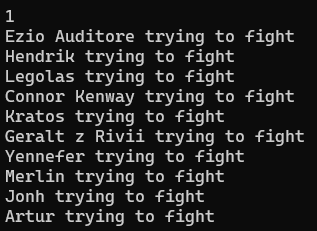 1
Ezio Auditore trying to fight
Hendrik trying to fight
Legolas trying to fight
Connor Kenway trying to fight
Kratos trying to fight
Geralt z Rivii trying to fight
Yennefer trying to fight
Merlin trying to fight
Jonh trying to fight
Artur trying to fight